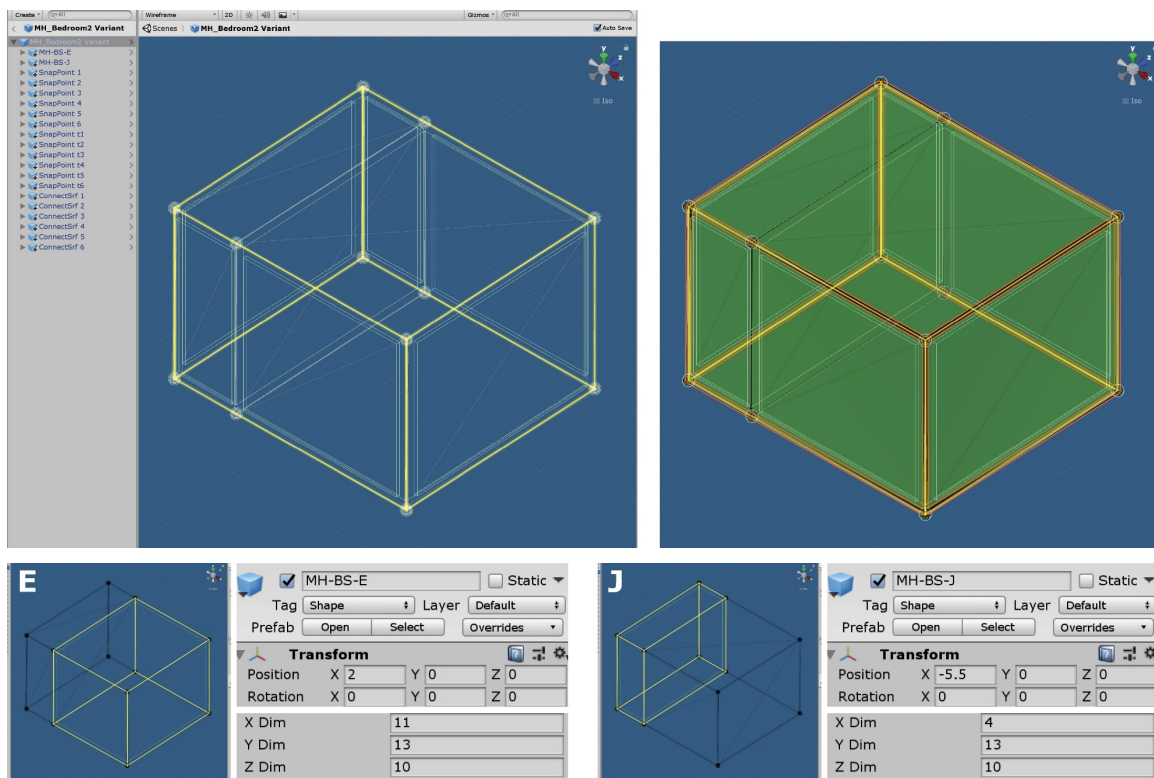 Create Q▾All Wireframe 2D Gizmos Q▾All
< MH_Bedroom2 Variant Scenes MH_Bedroom2 Variant Auto Save
MH_Bedroom2 Variant
MH-BS-E
MH-BS-J
SnapPoint 1
SnapPoint 2
SnapPoint 3
SnapPoint 4
SnapPoint 5
SnapPoint 6
SnapPoint t1
SnapPoint t2
SnapPoint t3
SnapPoint t4
SnapPoint t5
SnapPoint t6
ConnectSrf 1
ConnectSrf 2
ConnectSrf 3
ConnectSrf 4
ConnectSrf 5
ConnectSrf 6
y
z
x
Iso
y
z
x
Iso
E
MH-BS-E Static
Tag Shape Layer Default
Prefab Open Select Overrides
Transform
Position X 2 Y 0 Z 0
Rotation X 0 Y 0 Z 0
X Dim 11
Y Dim 13
Z Dim 10
J
MH-BS-J Static
Tag Shape Layer Default
Prefab Open Select Overrides
Transform
Position X -5.5 Y 0 Z 0
Rotation X 0 Y 0 Z 0
X Dim 4
Y Dim 13
Z Dim 10